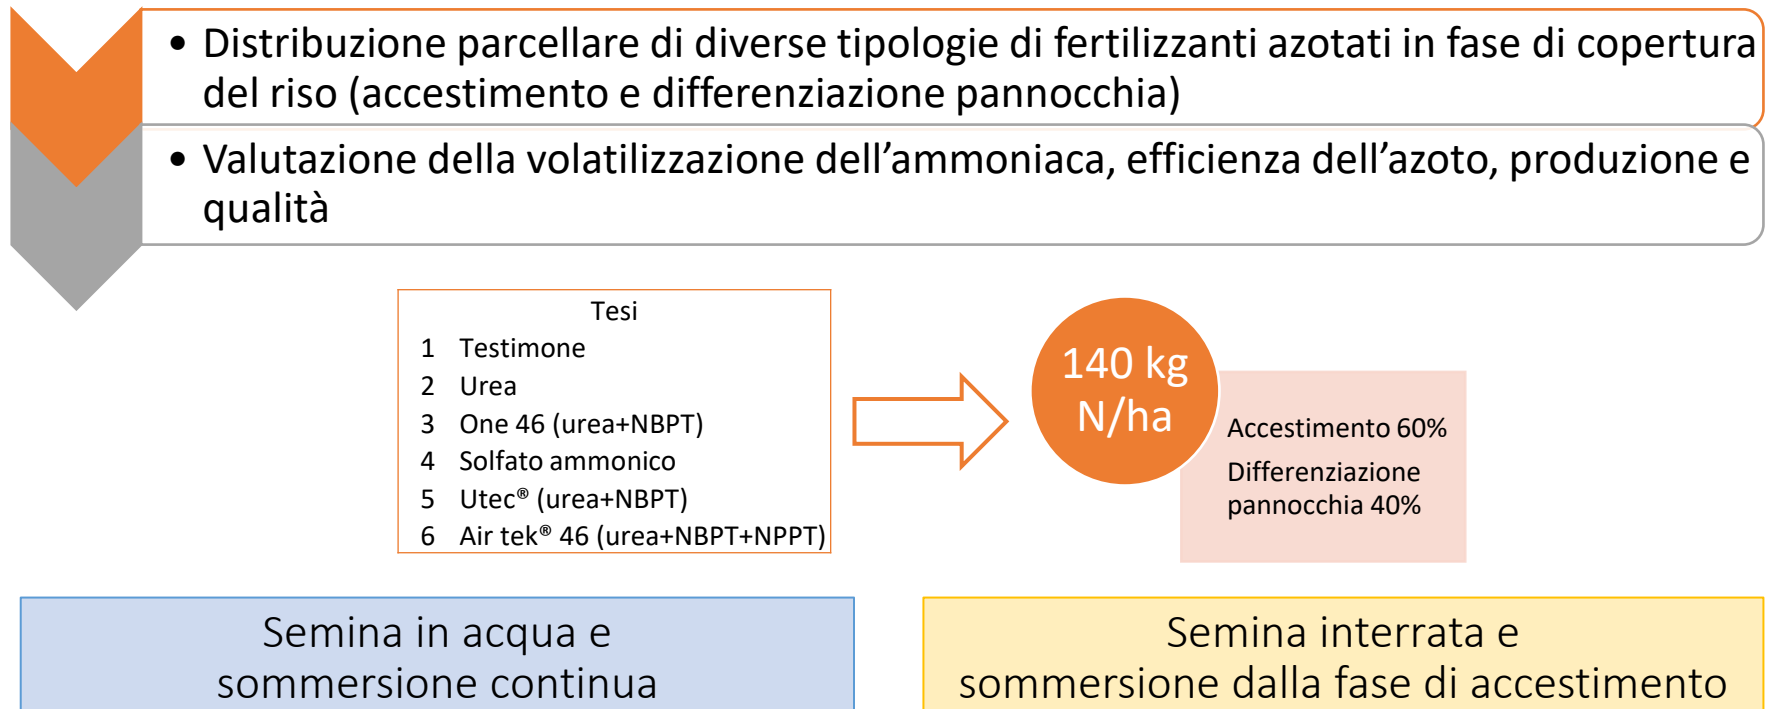 • Distribuzione parcellare di diverse tipologie di fertilizzanti azotati in fase di copertura
del riso (accestimento e differenziazione pannocchia)
• Valutazione della volatilizzazione dell’ammoniaca, efficienza dell’azoto, produzione e
qualità
Tesi
1 Testimone
2 Urea
3 One 46 (urea+NBPT)
4 Solfato ammonico
5 Utec® (urea+NBPT)
6 Air tek® 46 (urea+NBPT+NPPT)
140 kg
N/ha
Accestimento 60%
Differenziazione
pannocchia 40%
Semina in acqua e
sommersione continua
Semina interrata e
sommersione dalla fase di accestimento